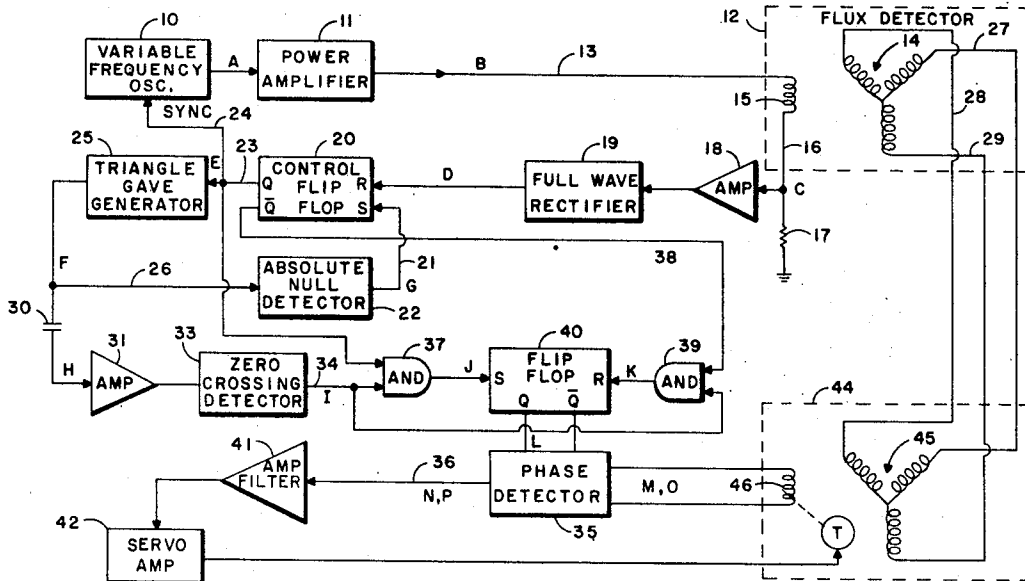 10
11
12
FLUX DETECTOR
27
VARIABLE
FREQUENCY
OSC.
A
POWER
AMPLIFIER
B
13
14
15
28
SYNC
24
25
20
19
18
16
29
TRIANGLE
GAVE
GENERATOR
E
23
Q
CONTROL
FLIP
FLOP
R
S
Q̅
D
FULL WAVE
RECTIFIER
AMP
C
17
F
26
21
38
ABSOLUTE
NULL
DETECTOR
G
22
30
31
33
37
40
39
H
AMP
ZERO
CROSSING
DETECTOR
34
I
AND
J
S
FLIP
FLOP
R
Q
Q̅
K
AND
44
L
41
AMP
FILTER
36
N,P
PHASE
DETECTOR
35
M,O
46
45
42
SERVO
AMP
T